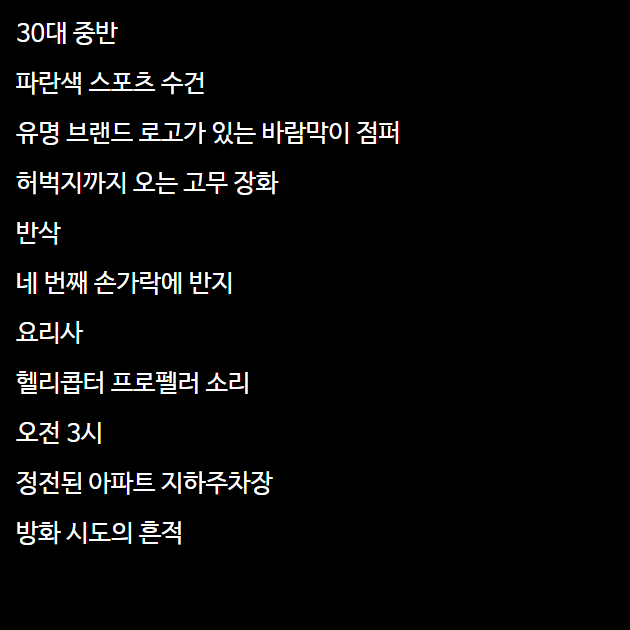 30대 중반
파란색 스포츠 수건
유명 브랜드 로고가 있는 바람막이 점퍼
허벅지까지 오는 고무 장화
반삭
네 번째 손가락에 반지
요리사
헬리콥터 프로펠러 소리
오전 3시
정전된 아파트 지하주차장
방화 시도의 흔적